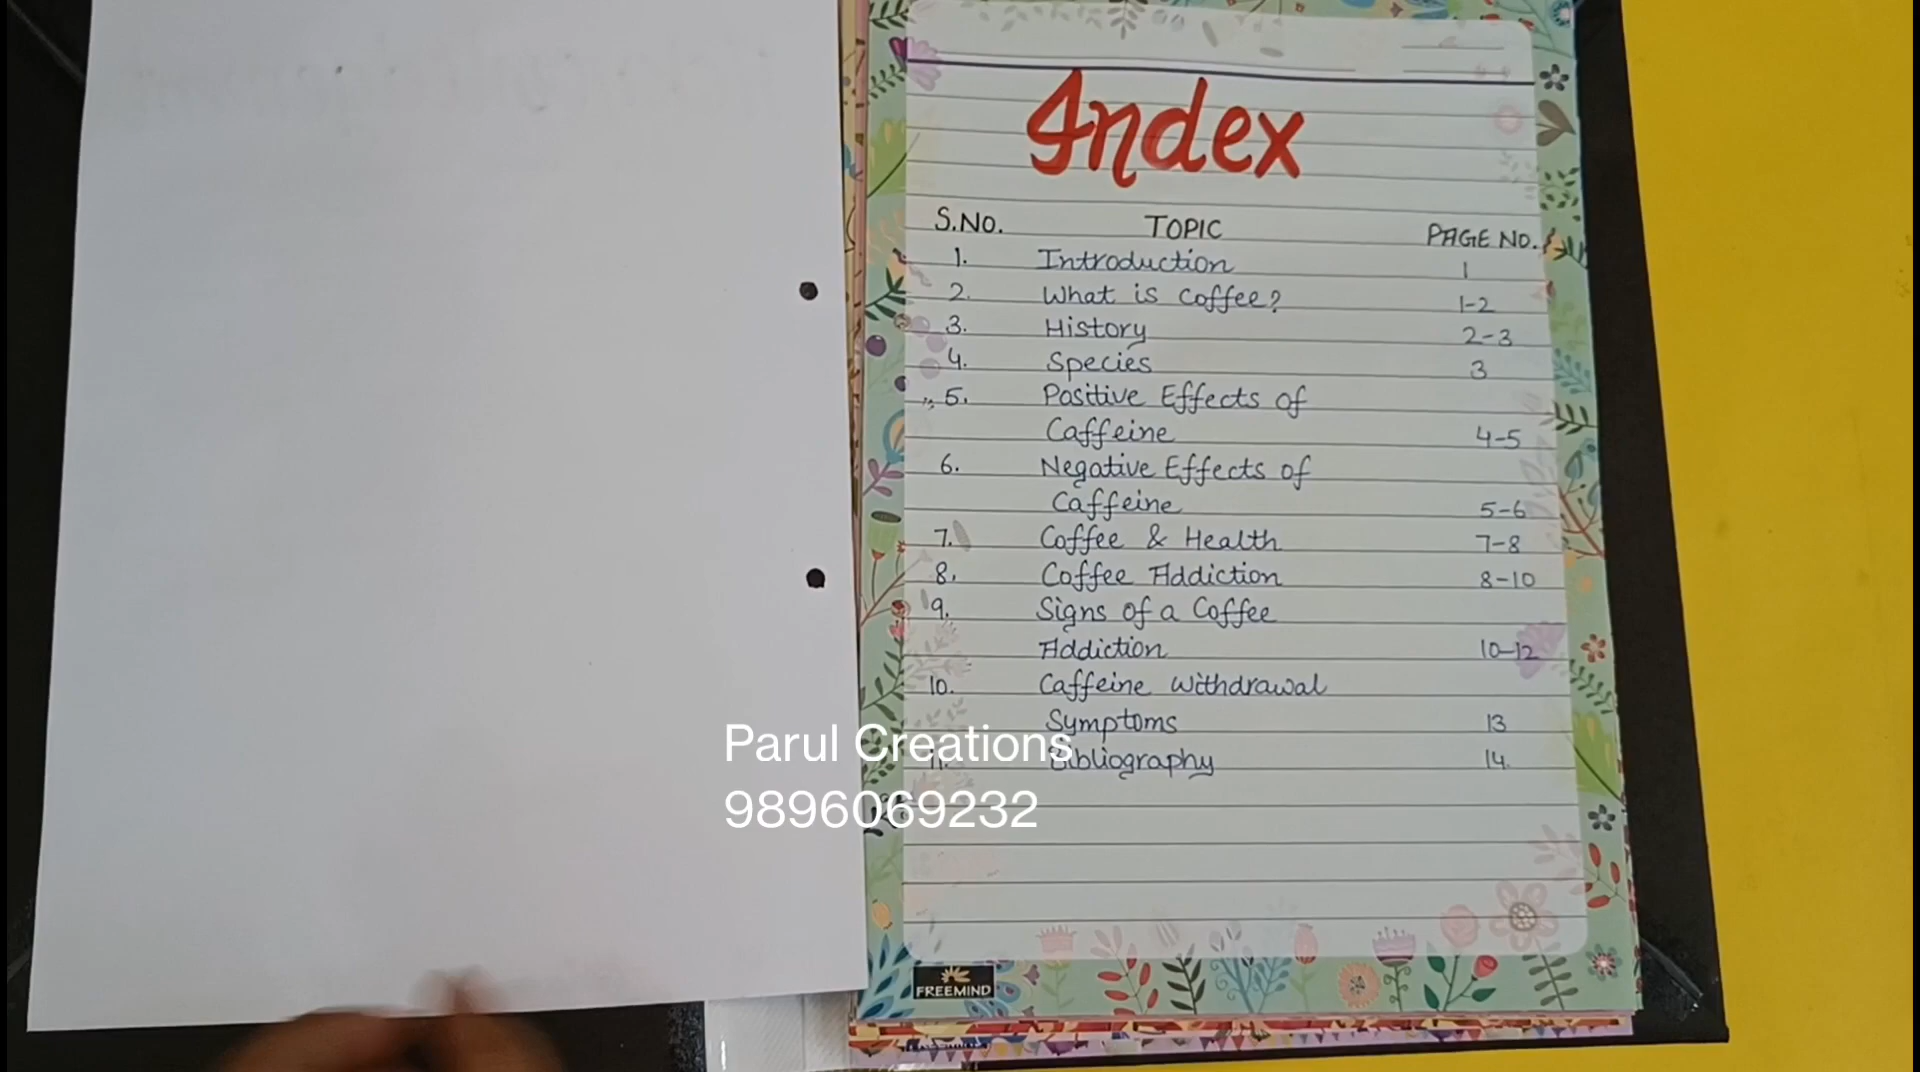 Index
S.NO. TOPIC PAGE NO.
1. Introduction 1
2. What is Coffee? 1-2
3. History 2-3
4. Species 3
5. Positive Effects of
Caffeine 4-5
6. Negative Effects of
Caffeine 5-6
7. Coffee & Health 7-8
8. Coffee Addiction 8-10
9. Signs of a Coffee
Addiction 10-12
10. Caffeine Withdrawal
Symptoms 13
11. Bibliography 14.
Parul Creations
9896069232
FREEMIND